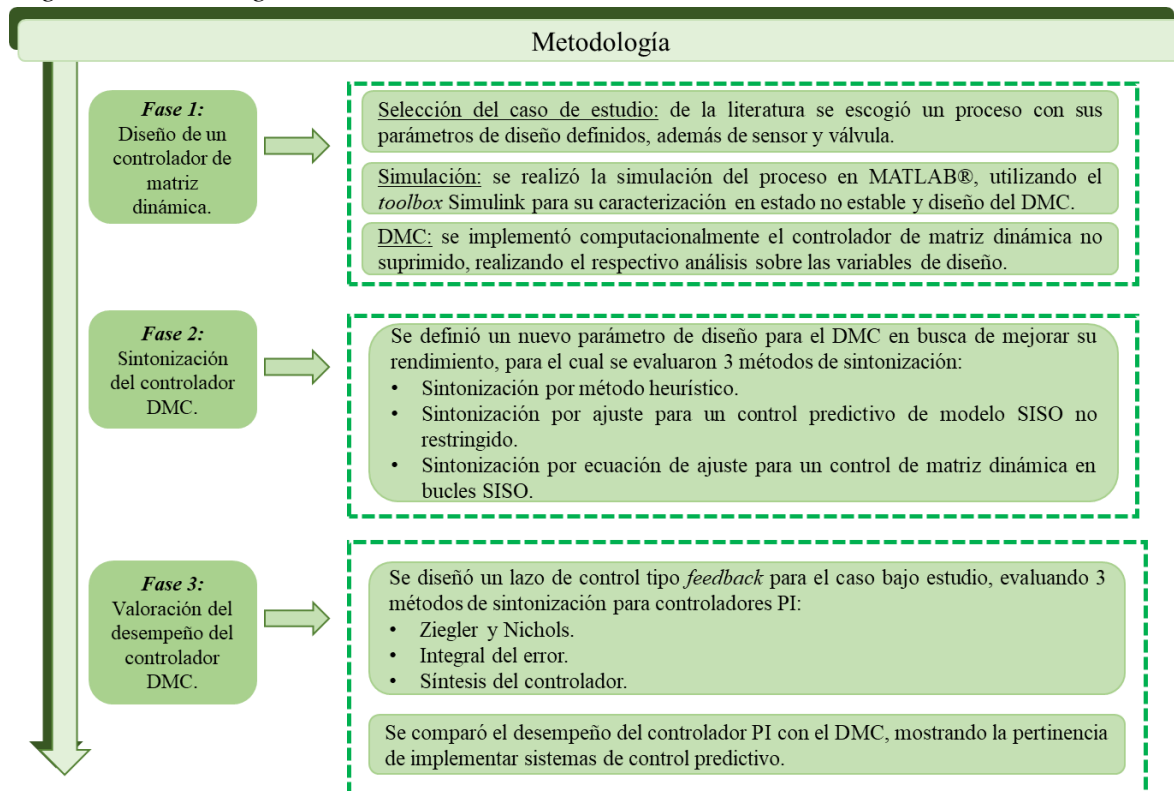 Metodología
Fase 1:
Diseño de un
controlador de
matriz
dinámica.
Selección del caso de estudio: de la literatura se escogió un proceso con sus
parámetros de diseño definidos, además de sensor y válvula.
Simulación: se realizó la simulación del proceso en MATLAB®, utilizando el
toolbox Simulink para su caracterización en estado no estable y diseño del DMC.
DMC: se implementó computacionalmente el controlador de matriz dinámica no
suprimido, realizando el respectivo análisis sobre las variables de diseño.
Fase 2:
Sintonización
del controlador
DMC.
Se definió un nuevo parámetro de diseño para el DMC en busca de mejorar su
rendimiento, para el cual se evaluaron 3 métodos de sintonización:
• Sintonización por método heurístico.
• Sintonización por ajuste para un control predictivo de modelo SISO no
restringido.
• Sintonización por ecuación de ajuste para un control de matriz dinámica en
bucles SISO.
Fase 3:
Valoración del
desempeño del
controlador
DMC.
Se diseñó un lazo de control tipo feedback para el caso bajo estudio, evaluando 3
métodos de sintonización para controladores PI:
• Ziegler y Nichols.
• Integral del error.
• Síntesis del controlador.
Se comparó el desempeño del controlador PI con el DMC, mostrando la pertinencia
de implementar sistemas de control predictivo.